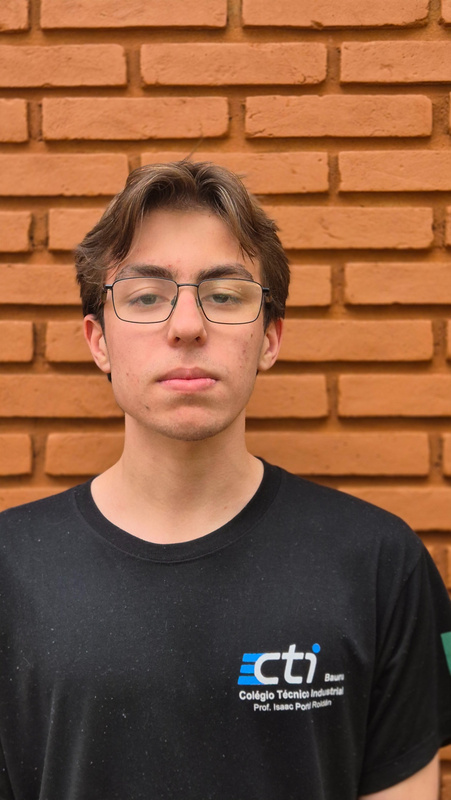 cti Bauru
Colégio Técnico Industrial
Prof. Isaac Portal Roldán